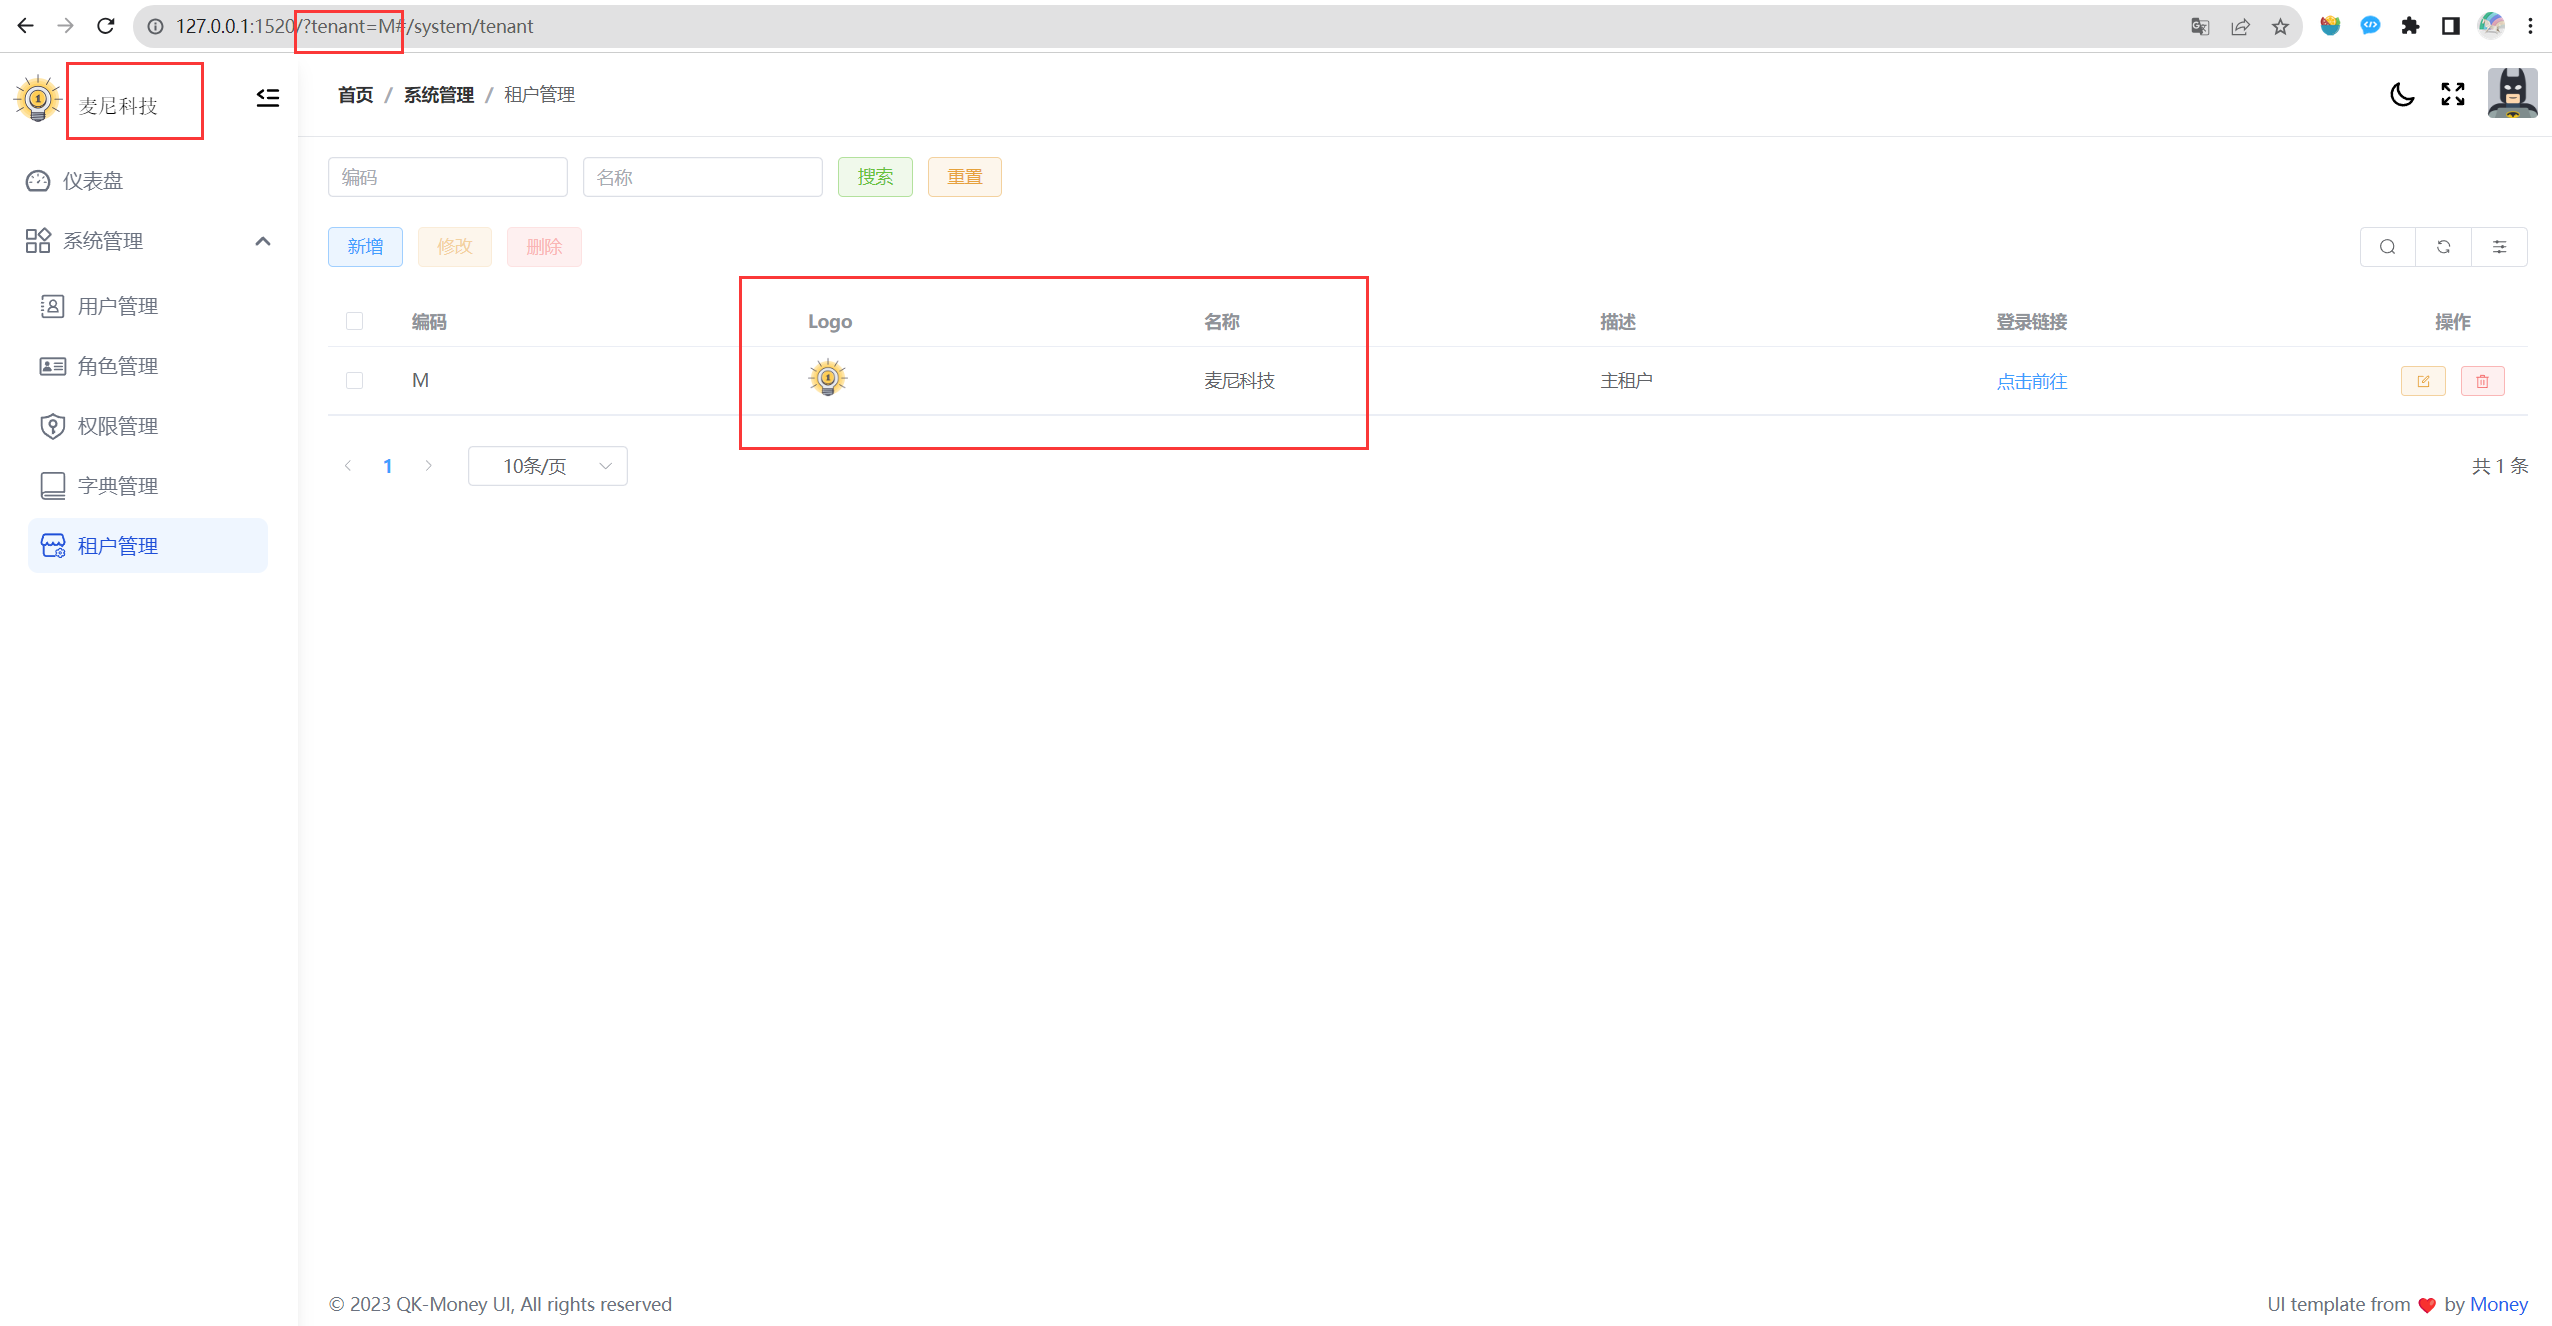 127.0.0.1:1520/?tenant=M#/system/tenant
麦尼科技
首页 / 系统管理 / 租户管理
仪表盘
系统管理
用户管理
角色管理
权限管理
字典管理
租户管理
编码 名称 搜索 重置
新增 修改 删除
编码 Logo 名称 描述 登录链接 操作
M 麦尼科技 主租户 点击前往
1 10条/页 共 1 条
© 2023 QK-Money UI, All rights reserved
UI template from ❤ by Money